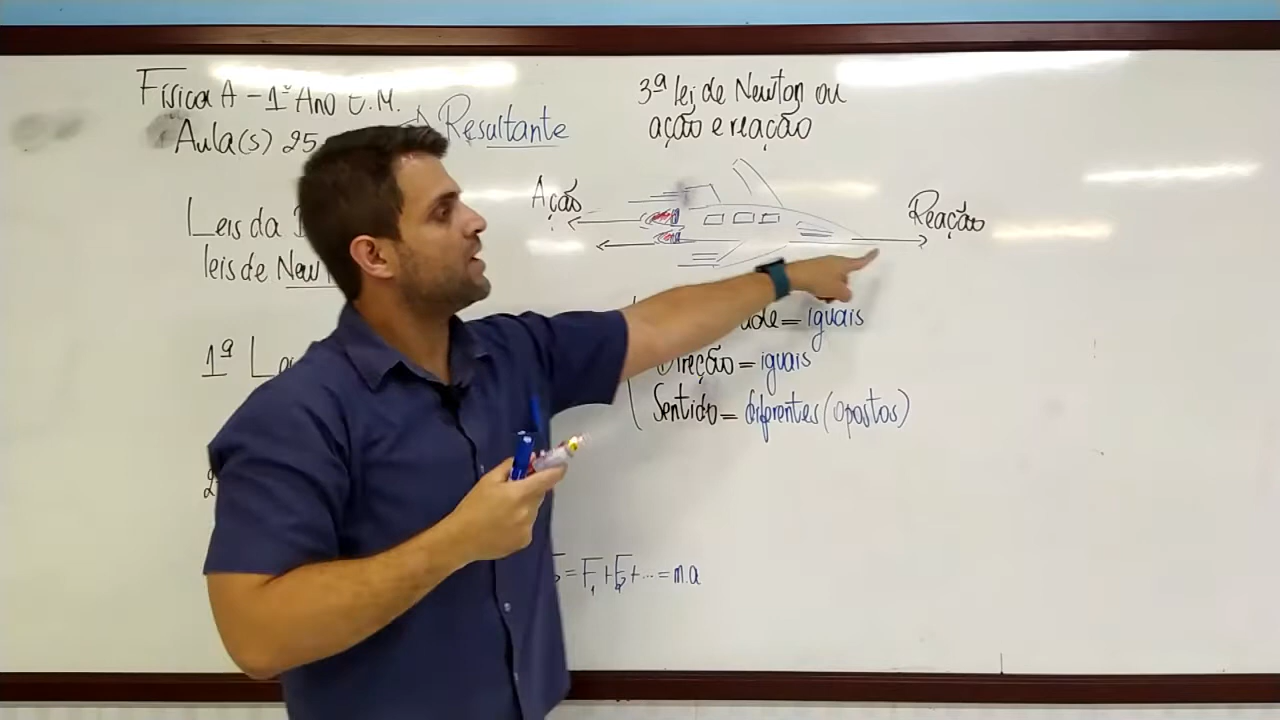 Física A - 1º Ano E.M.
Aula(s) 25
Resultante
Leis da
leis de New
1ª
3ª lei de Newton ou
ação e reação
Ação
Reação
= iguais
Direção = iguais
Sentido = diferentes (opostos)
= F1 + F2 + ... = m.a